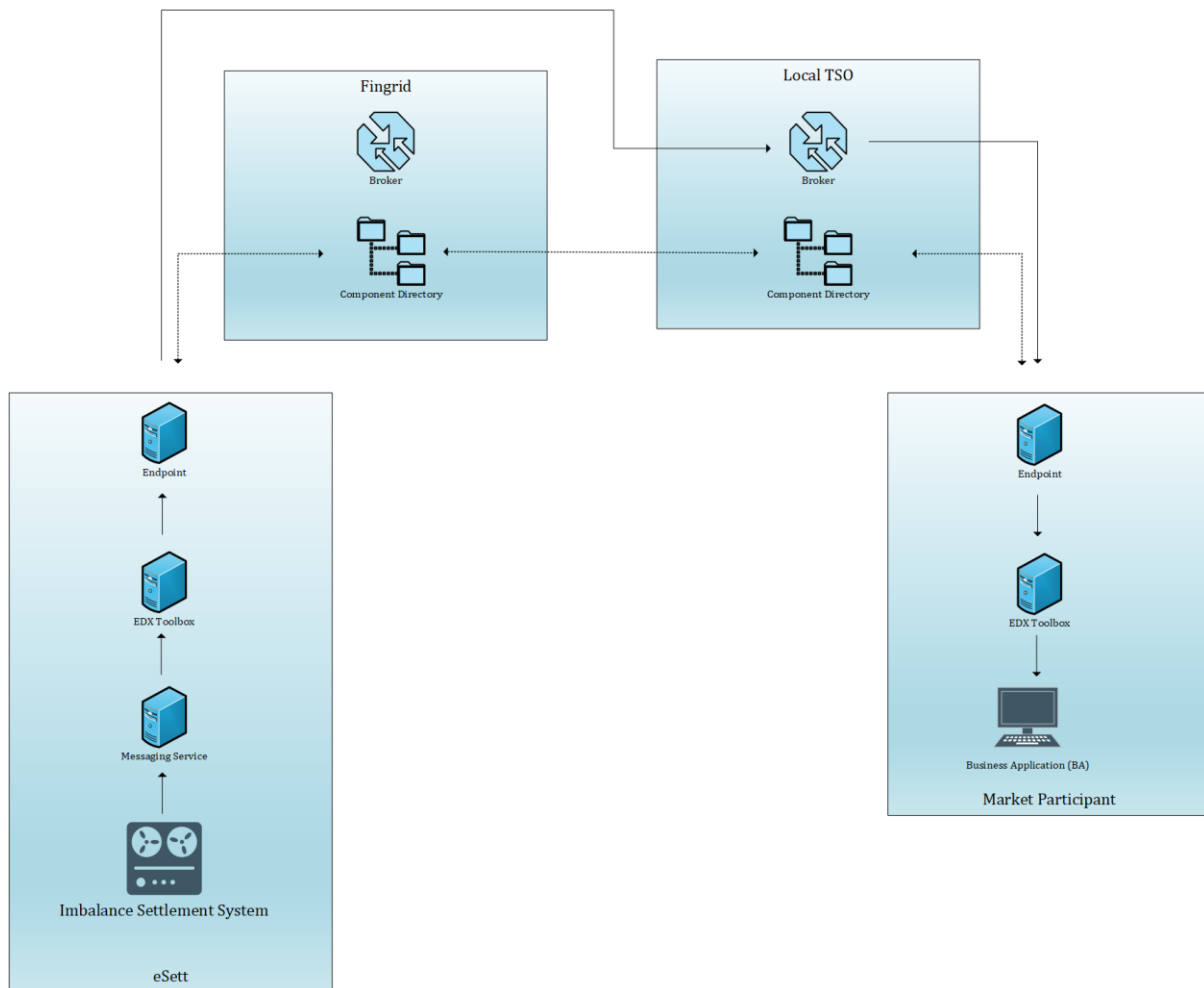 Fingrid
Broker
Component Directory
Local TSO
Broker
Component Directory
Endpoint
EDX Toolbox
Messaging Service
Imbalance Settlement System
eSett
Endpoint
EDX Toolbox
Business Application (BA)
Market Participant